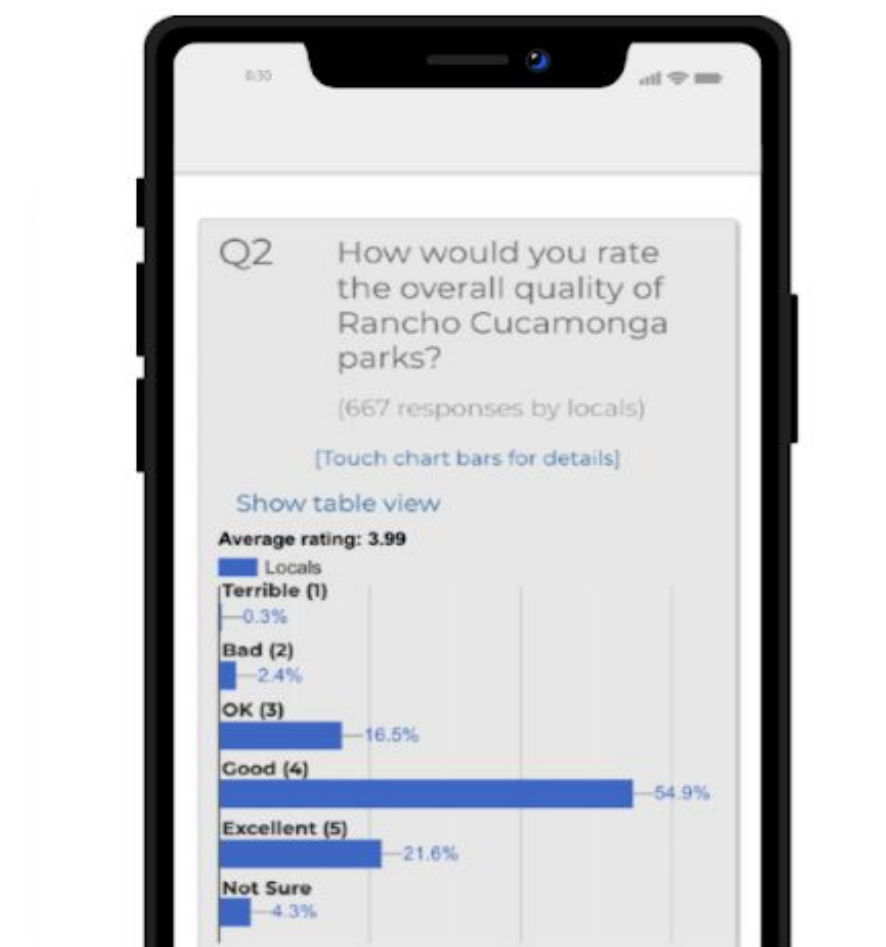 8:30
Q2 How would you rate
the overall quality of
Rancho Cucamonga
parks?
(667 responses by locals)
[Touch chart bars for details]
Show table view
Average rating: 3.99
Locals
Terrible (1)
0.3%
Bad (2)
2.4%
OK (3)
16.5%
Good (4)
54.9%
Excellent (5)
21.6%
Not Sure
4.3%